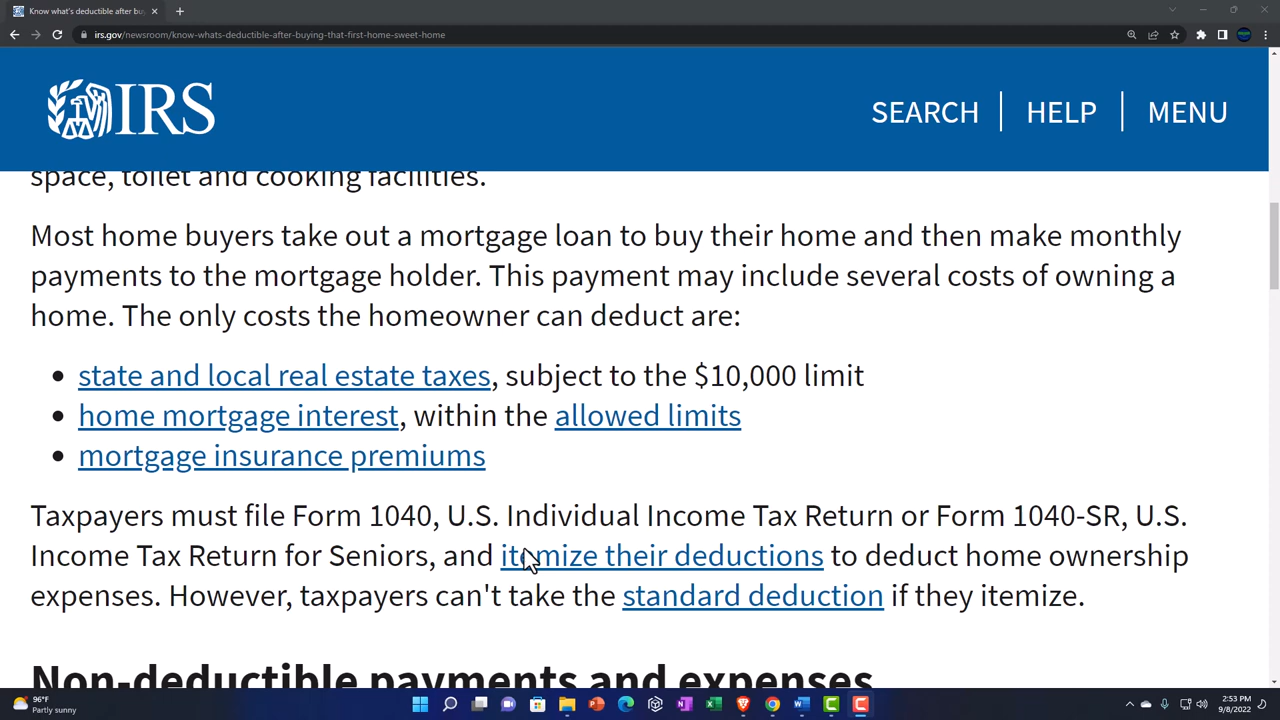 Know what's deductible after buy
irs.gov/newsroom/know-whats-deductible-after-buying-that-first-home-sweet-home
IRS
SEARCH HELP MENU
space, toilet and cooking facilities.
Most home buyers take out a mortgage loan to buy their home and then make monthly
payments to the mortgage holder. This payment may include several costs of owning a
home. The only costs the homeowner can deduct are:
• state and local real estate taxes, subject to the $10,000 limit
• home mortgage interest, within the allowed limits
• mortgage insurance premiums
Taxpayers must file Form 1040, U.S. Individual Income Tax Return or Form 1040-SR, U.S.
Income Tax Return for Seniors, and itemize their deductions to deduct home ownership
expenses. However, taxpayers can't take the standard deduction if they itemize.
Non-deductible payments and expenses
96°F
Partly sunny
2:53 PM
9/8/2022